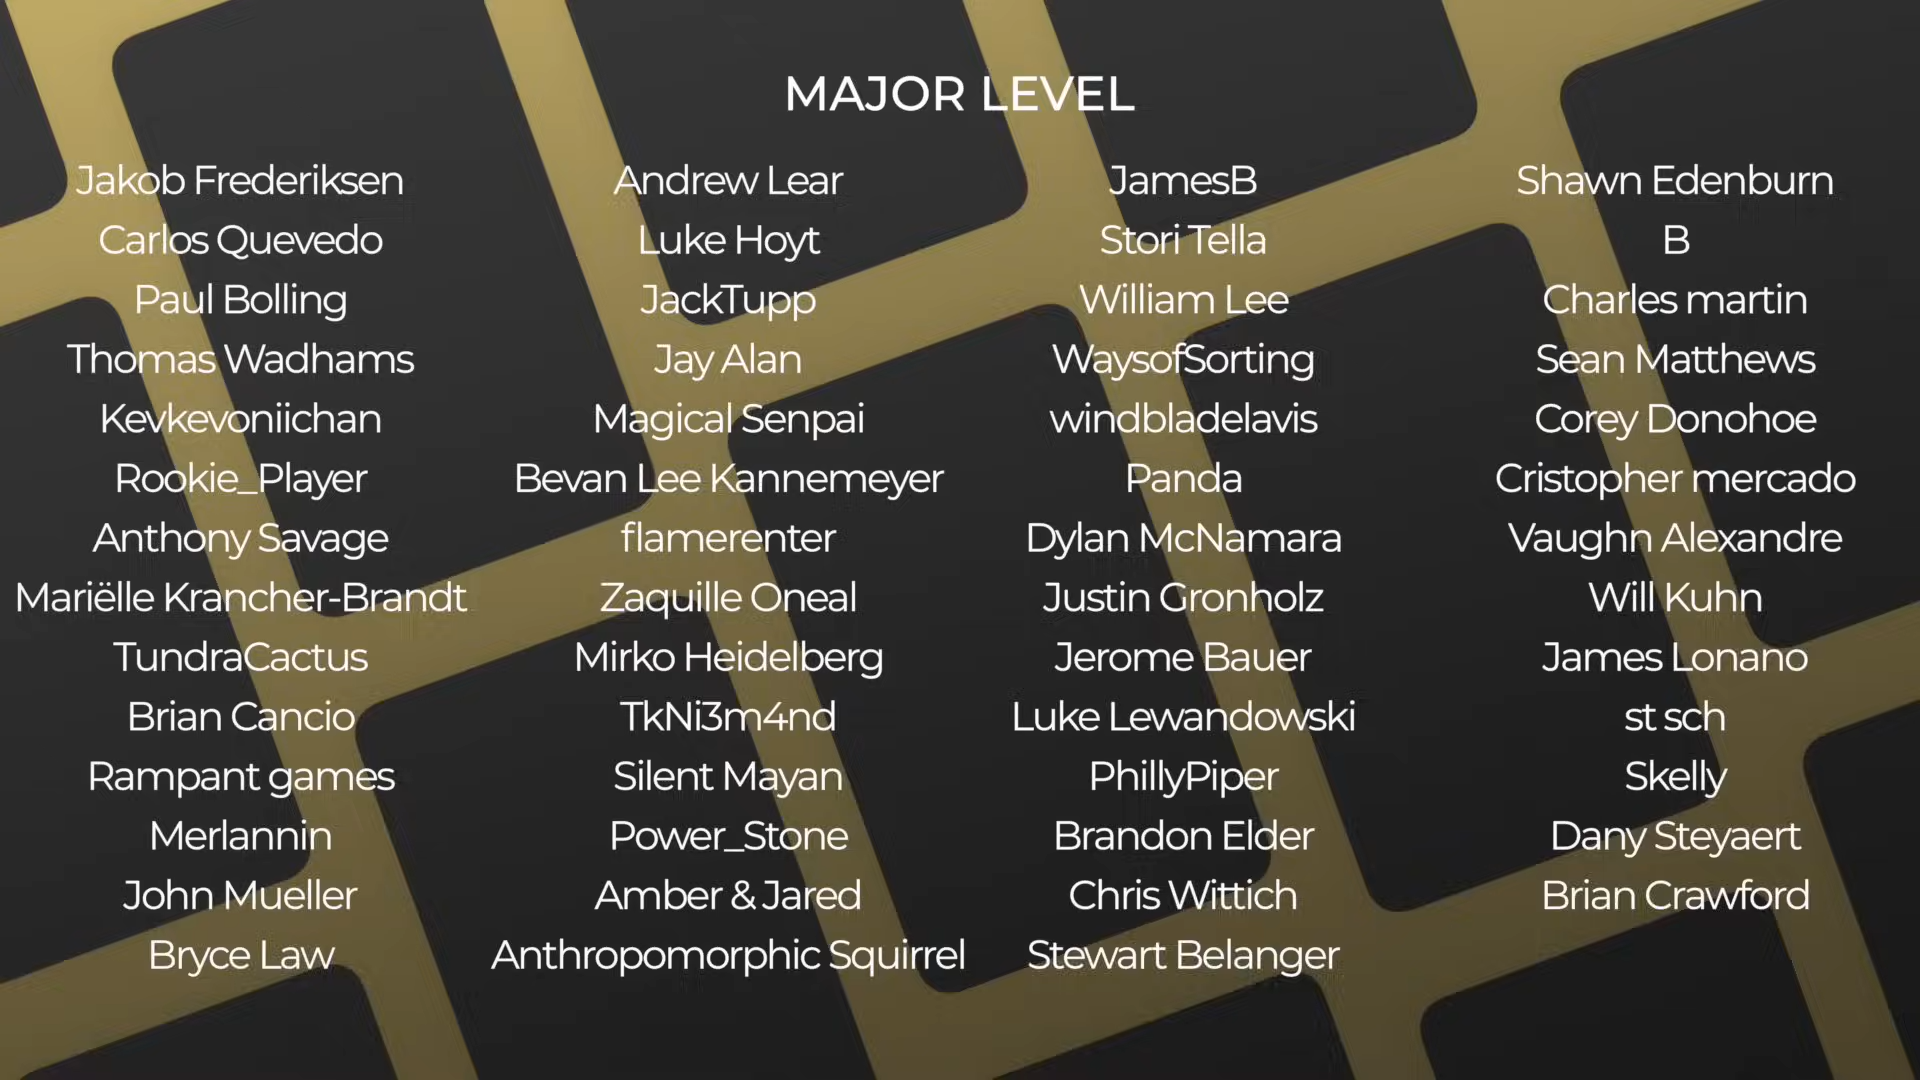 MAJOR LEVEL
Jakob Frederiksen
Carlos Quevedo
Paul Bolling
Thomas Wadhams
Kevkevoniichan
Rookie_Player
Anthony Savage
Mariëlle Krancher-Brandt
TundraCactus
Brian Cancio
Rampant games
Merlannin
John Mueller
Bryce Law
Andrew Lear
Luke Hoyt
JackTupp
Jay Alan
Magical Senpai
Bevan Lee Kannemeyer
flamerenter
Zaquille Oneal
Mirko Heidelberg
TkNi3m4nd
Silent Mayan
Power_Stone
Amber & Jared
Anthropomorphic Squirrel
JamesB
Stori Tella
William Lee
WaysofSorting
windbladelavis
Panda
Dylan McNamara
Justin Gronholz
Jerome Bauer
Luke Lewandowski
PhillyPiper
Brandon Elder
Chris Wittich
Stewart Belanger
Shawn Edenburn
B
Charles martin
Sean Matthews
Corey Donohoe
Cristopher mercado
Vaughn Alexandre
Will Kuhn
James Lonano
st sch
Skelly
Dany Steyaert
Brian Crawford